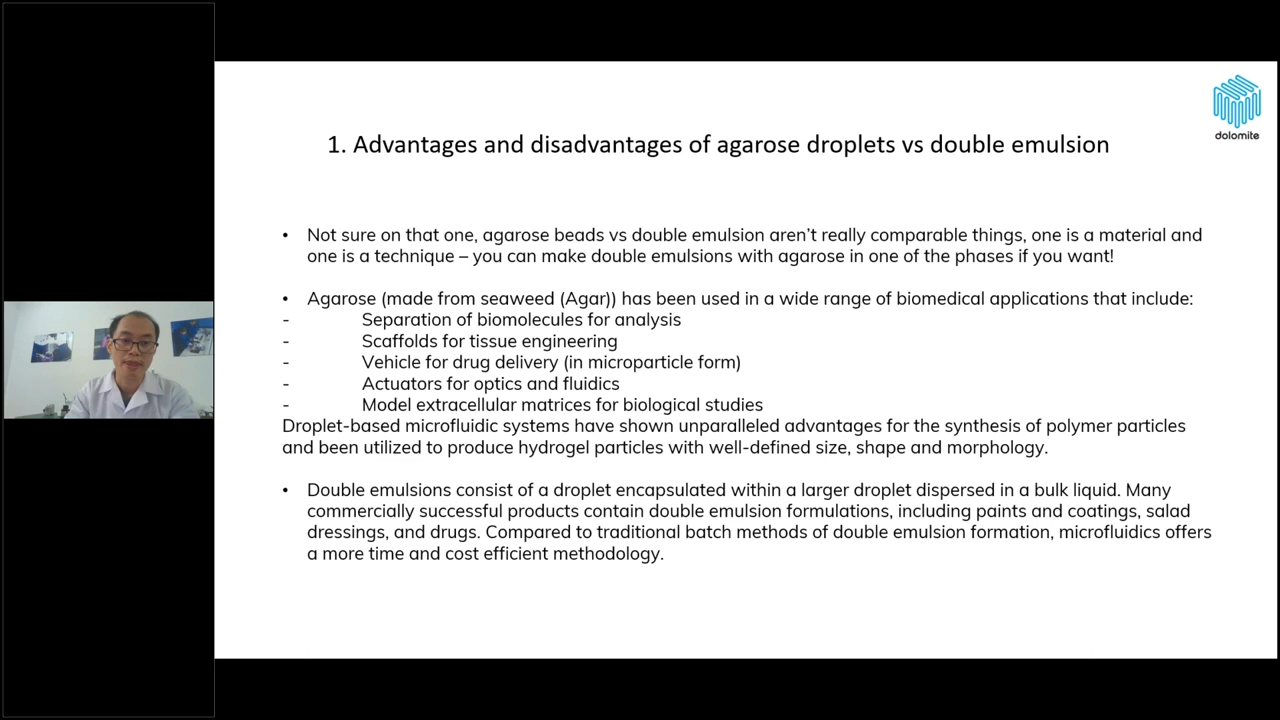 dolomite
1. Advantages and disadvantages of agarose droplets vs double emulsion
• Not sure on that one, agarose beads vs double emulsion aren’t really comparable things, one is a material and
one is a technique – you can make double emulsions with agarose in one of the phases if you want!
• Agarose (made from seaweed (Agar)) has been used in a wide range of biomedical applications that include:
- Separation of biomolecules for analysis
- Scaffolds for tissue engineering
- Vehicle for drug delivery (in microparticle form)
- Actuators for optics and fluidics
- Model extracellular matrices for biological studies
Droplet-based microfluidic systems have shown unparalleled advantages for the synthesis of polymer particles
and been utilized to produce hydrogel particles with well-defined size, shape and morphology.
• Double emulsions consist of a droplet encapsulated within a larger droplet dispersed in a bulk liquid. Many
commercially successful products contain double emulsion formulations, including paints and coatings, salad
dressings, and drugs. Compared to traditional batch methods of double emulsion formation, microfluidics offers
a more time and cost efficient methodology.